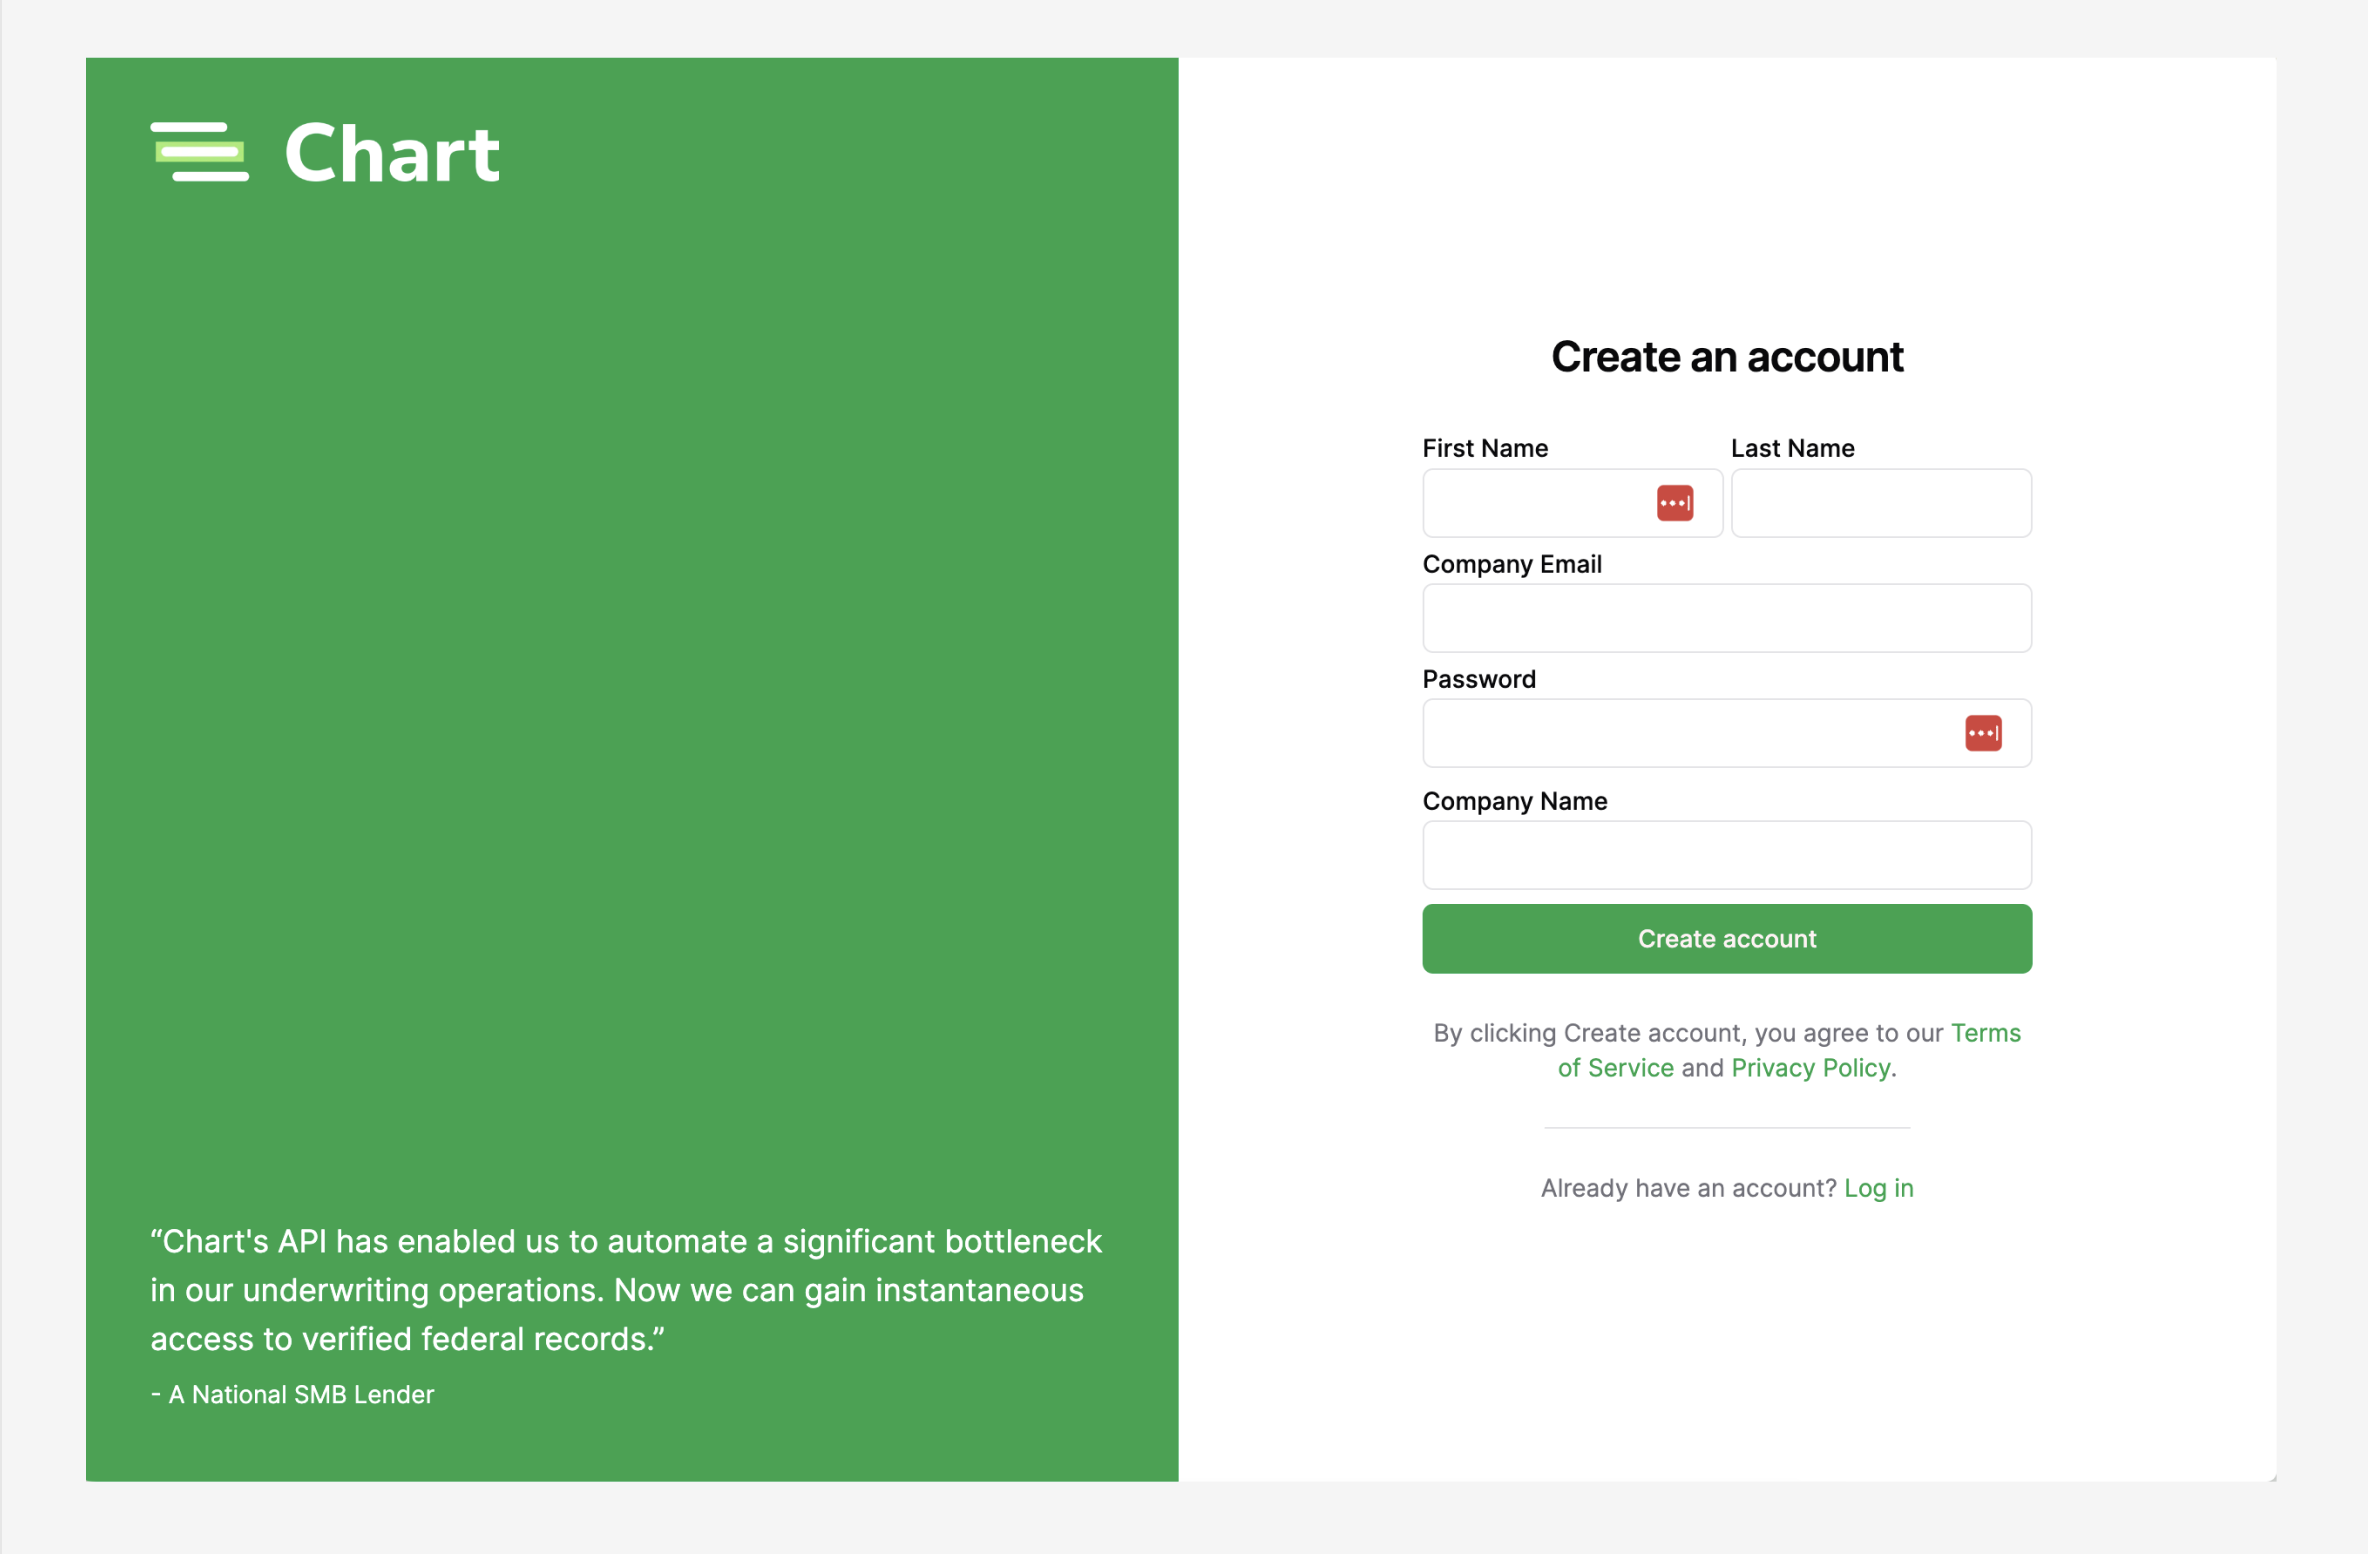 Chart
“Chart's API has enabled us to automate a significant bottleneck
in our underwriting operations. Now we can gain instantaneous
access to verified federal records.”
- A National SMB Lender
Create an account
First Name
Last Name
Company Email
Password
Company Name
Create account
By clicking Create account, you agree to our Terms
of Service and Privacy Policy.
Already have an account? Log in